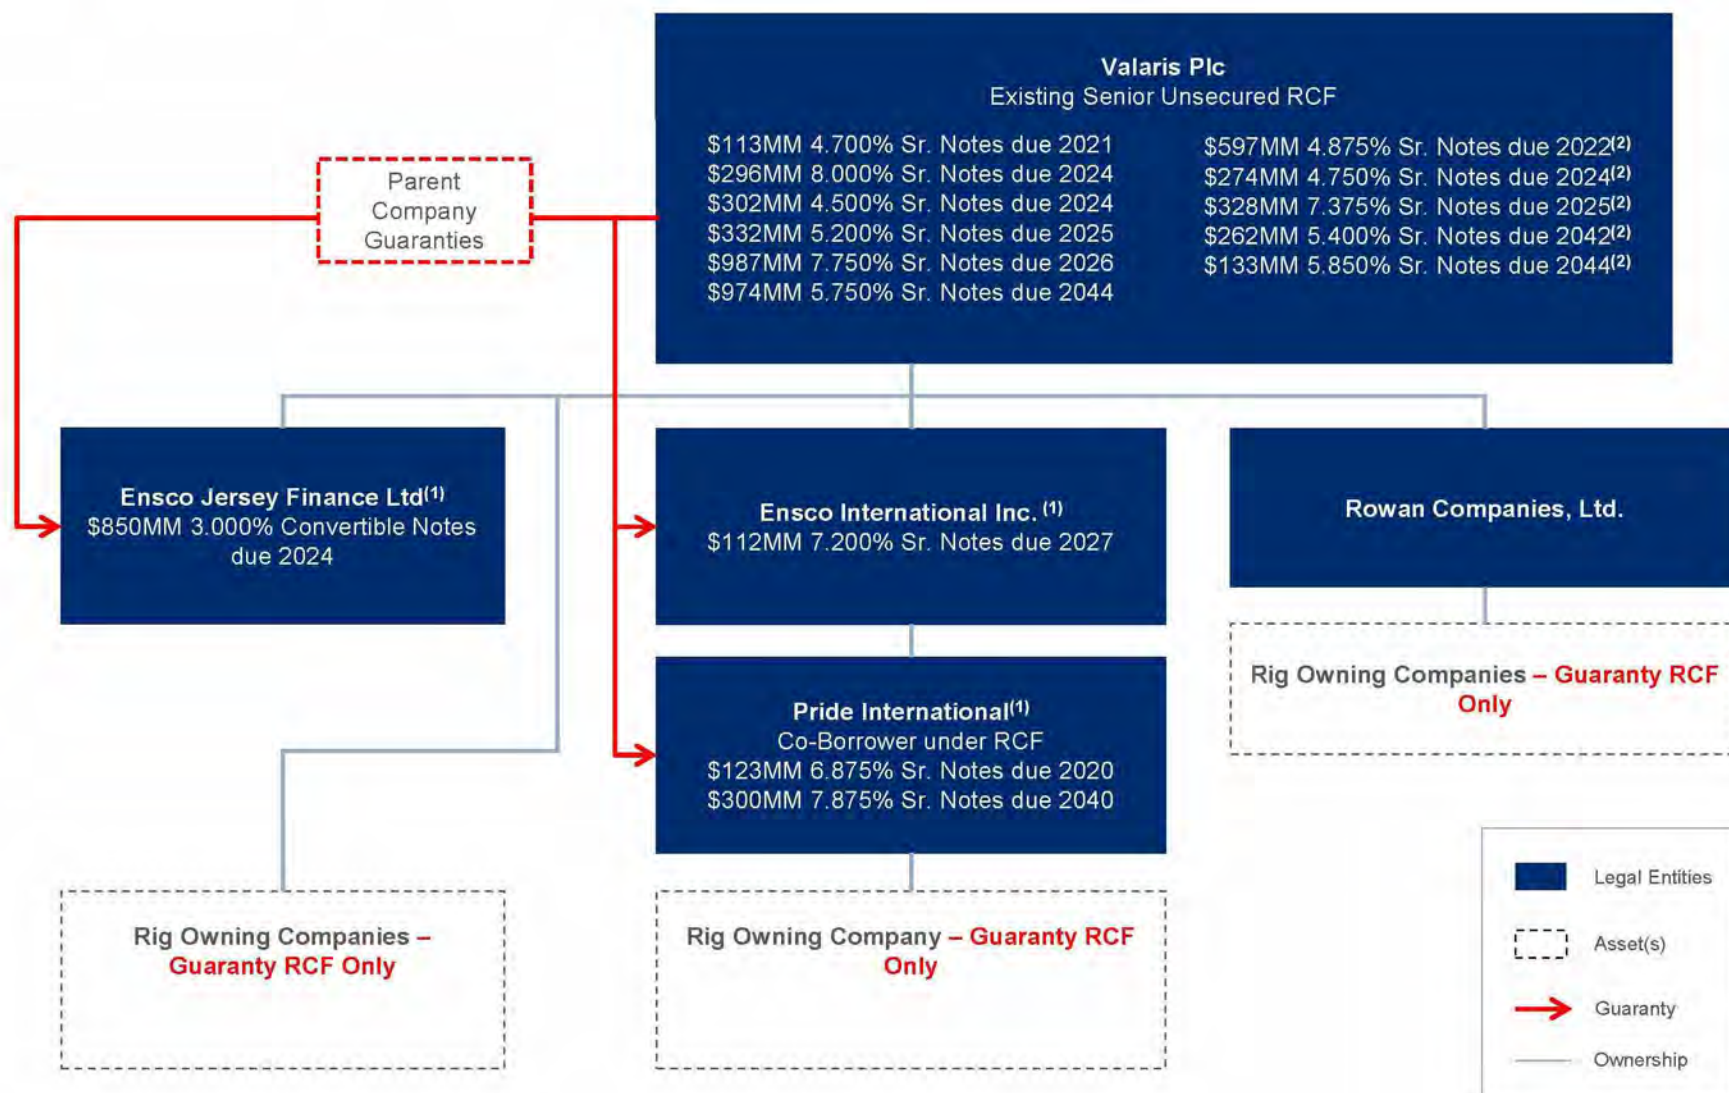 Valaris Plc
Existing Senior Unsecured RCF
$113MM 4.700% Sr. Notes due 2021
$296MM 8.000% Sr. Notes due 2024
$302MM 4.500% Sr. Notes due 2024
$332MM 5.200% Sr. Notes due 2025
$987MM 7.750% Sr. Notes due 2026
$974MM 5.750% Sr. Notes due 2044
$597MM 4.875% Sr. Notes due 2022(2)
$274MM 4.750% Sr. Notes due 2024(2)
$328MM 7.375% Sr. Notes due 2025(2)
$262MM 5.400% Sr. Notes due 2042(2)
$133MM 5.850% Sr. Notes due 2044(2)
Parent
Company
Guaranties
Ensco Jersey Finance Ltd(1)
$850MM 3.000% Convertible Notes
due 2024
Ensco International Inc. (1)
$112MM 7.200% Sr. Notes due 2027
Rowan Companies, Ltd.
Rig Owning Companies – Guaranty RCF
Only
Pride International(1)
Co-Borrower under RCF
$123MM 6.875% Sr. Notes due 2020
$300MM 7.875% Sr. Notes due 2040
Rig Owning Companies –
Guaranty RCF Only
Rig Owning Company – Guaranty RCF
Only
Legal Entities
Asset(s)
Guaranty
Ownership